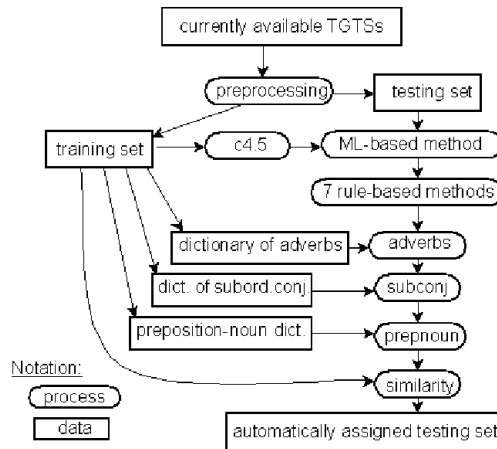 currently available TGTSs
preprocessing
testing set
training set
c4.5
ML-based method
7 rule-based methods
dictionary of adverbs
adverbs
dict. of subord.conj.
subconj
preposition-noun dict.
prepnoun
Notation:
process
similarity
data
automatically assigned testing set